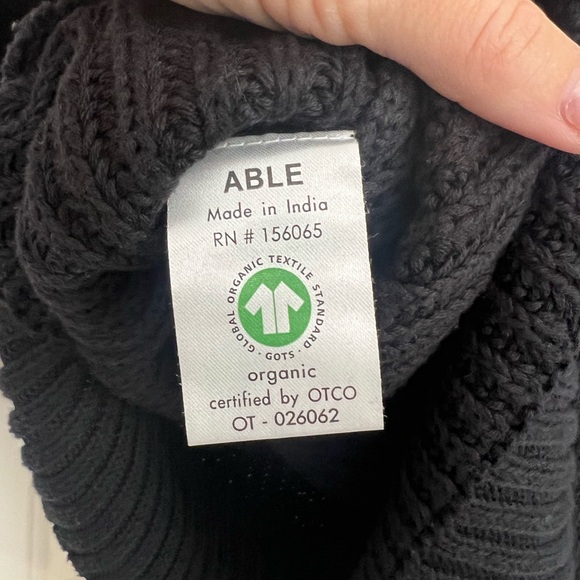 ABLE
Made in India
RN # 156065
GLOBAL ORGANIC TEXTILE STANDARD
· GOTS ·
organic
certified by OTCO
OT - 026062